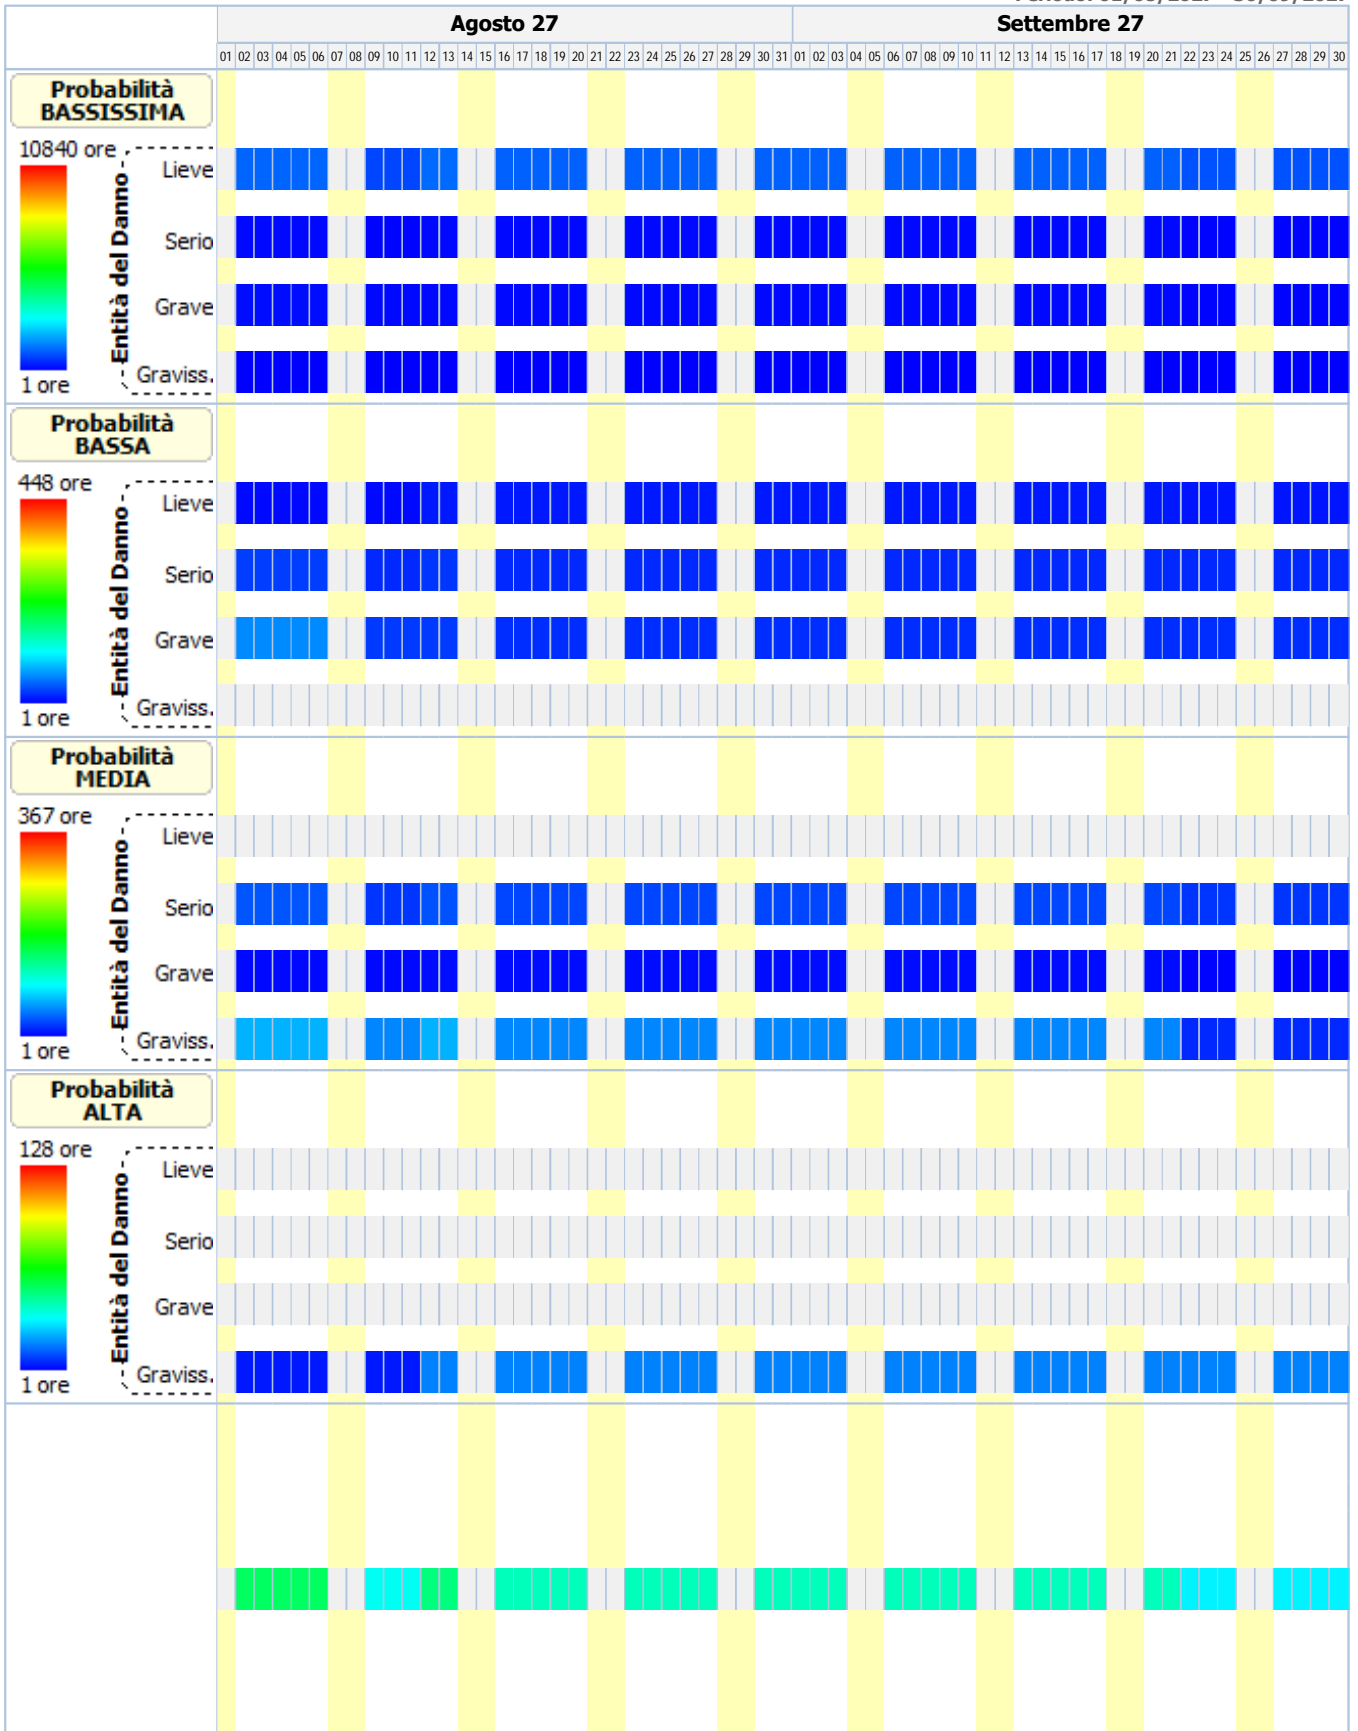 Agosto 27 Settembre 27
01 02 03 04 05 06 07 08 09 10 11 12 13 14 15 16 17 18 19 20 21 22 23 24 25 26 27 28 29 30 31 01 02 03 04 05 06 07 08 09 10 11 12 13 14 15 16 17 18 19 20 21 22 23 24 25 26 27 28 29 30
Probabilità
BASSISSIMA
10840 ore
Entità del Danno
Lieve
Serio
Grave
Graviss.
1 ore
Probabilità
BASSA
448 ore
Entità del Danno
Lieve
Serio
Grave
Graviss.
1 ore
Probabilità
MEDIA
367 ore
Entità del Danno
Lieve
Serio
Grave
Graviss.
1 ore
Probabilità
ALTA
128 ore
Entità del Danno
Lieve
Serio
Grave
Graviss.
1 ore